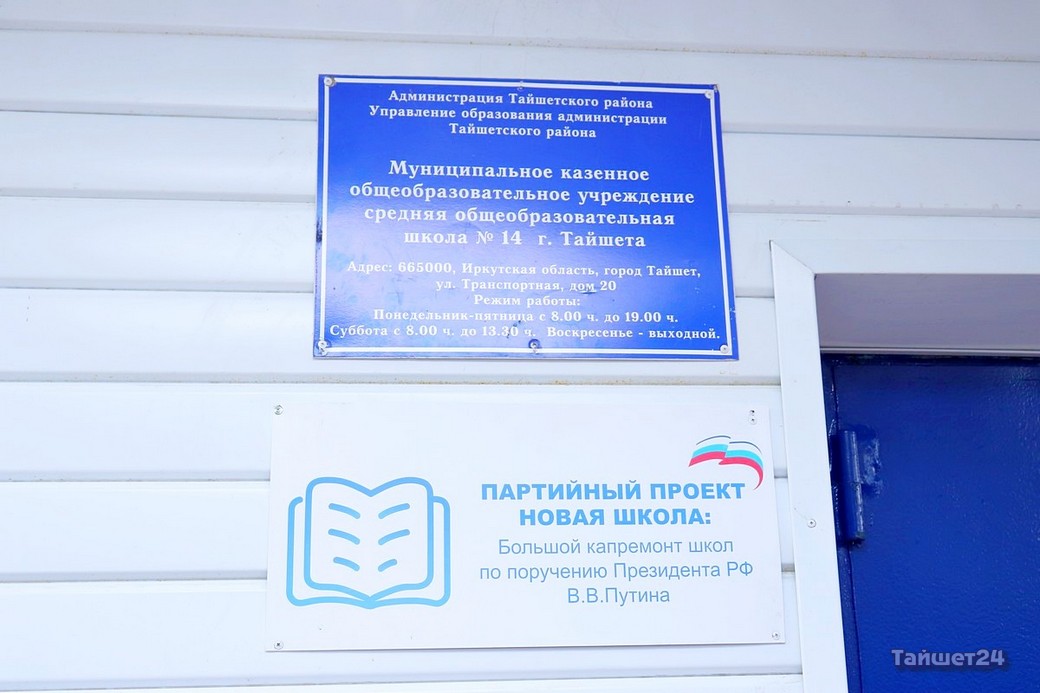 Администрация Тайшетского района
Управление образования администрации
Тайшетского района
Муниципальное казенное
общеобразовательное учреждение
средняя общеобразовательная
школа № 14 г. Тайшета
Адрес: 665000, Иркутская область, город Тайшет,
ул. Транспортная, дом 20
Режим работы:
Понедельник-пятница с 8.00 ч. до 19.00 ч.
Суббота с 8.00 ч. до 13.30 ч. Воскресенье - выходной.
ПАРТИЙНЫЙ ПРОЕКТ
НОВАЯ ШКОЛА:
Большой капремонт школ
по поручению Президента РФ
В.В.Путина
Тайшет24